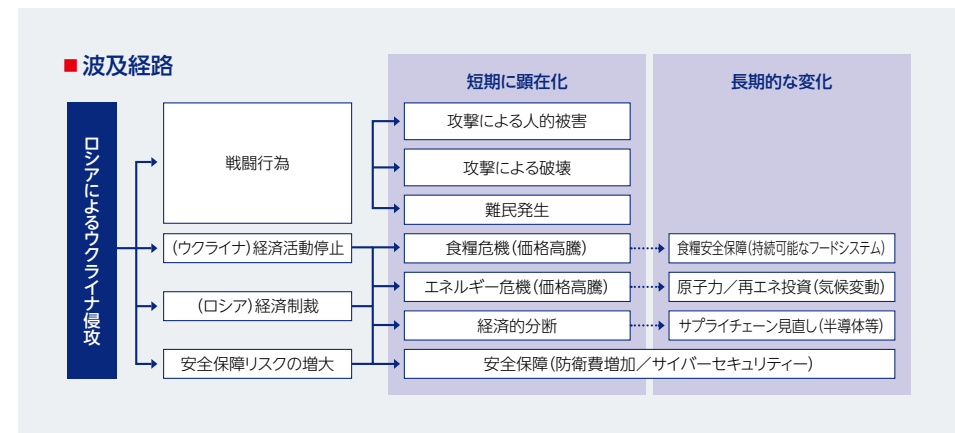 ■ 波及経路
短期に顕在化
長期的な変化
ロシアによるウクライナ侵攻
戦闘行為
攻撃による人的被害
攻撃による破壊
難民発生
(ウクライナ)経済活動停止
食糧危機(価格高騰)
食糧安全保障(持続可能なフードシステム)
(ロシア)経済制裁
エネルギー危機(価格高騰)
原子力／再エネ投資(気候変動)
経済的分断
サプライチェーン見直し(半導体等)
安全保障リスクの増大
安全保障(防衛費増加／サイバーセキュリティー)